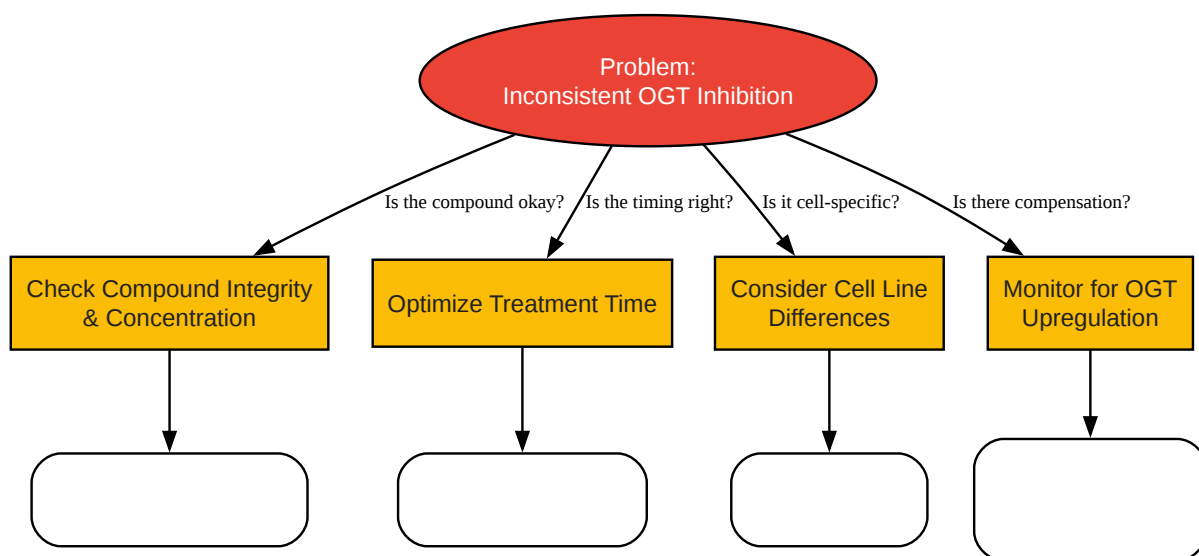 Problem:
Inconsistent OGT Inhibition
Is the compound okay?
Is the timing right?
Is it cell-specific?
Is there compensation?
Check Compound Integrity
& Concentration
Optimize Treatment Time
Consider Cell Line
Differences
Monitor for OGT
Upregulation